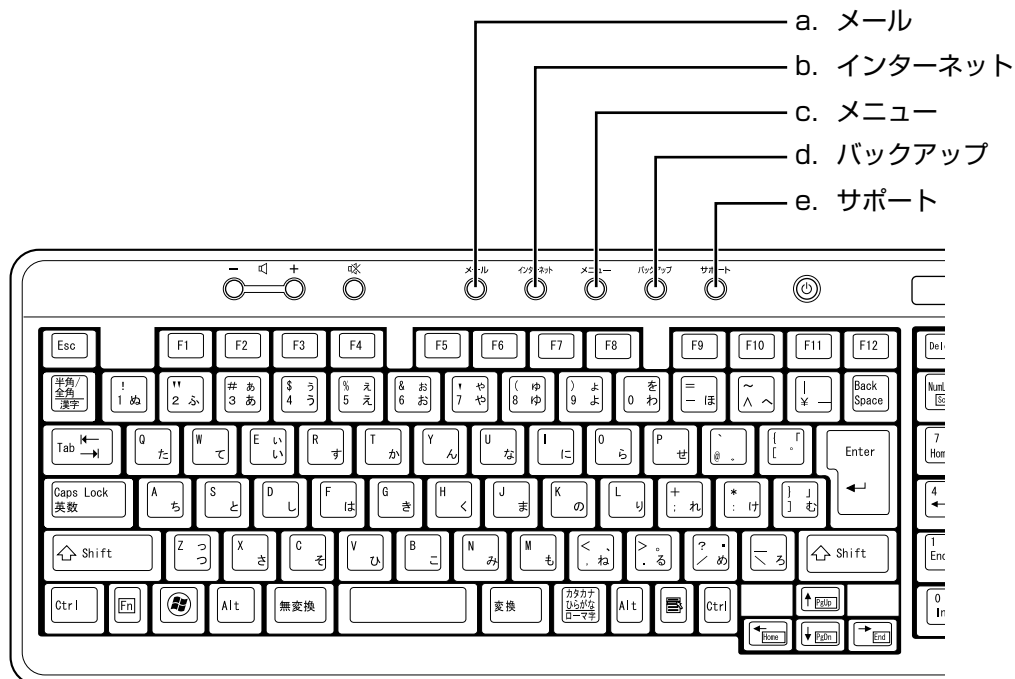 a. メール
b. インターネット
c. メニュー
d. バックアップ
e. サポート
− +
メール インターネット メニュー バックアップ サポート
Esc F1 F2 F3 F4 F5 F6 F7 F8 F9 F10 F11 F12
半角/ 全角 漢字 ! 1 ぬ " 2 ふ # ぁ 3 あ $ ぅ 4 う % ぇ 5 え & ぉ 6 お ' ゃ 7 や ( ゅ 8 ゆ ) ょ 9 よ を 0 わ = − ほ ~ ^ へ | ¥ ー Back Space
Tab Q た W て E ぃ い R す T か Y ん U な I に O ら P せ ` @ ゛ { 「 [ ゜ Enter 7
Caps Lock 英数 A ち S と D し F は G き H く J ま K の L り + ; れ * : け } 」 ] む 4
Shift Z っ つ X さ C そ V ひ B こ N み M も < 、 , ね > 。 . る ? ・ / め _ \ ろ Shift 1
Ctrl Fn Alt 無変換 変換 カタカナ ひらがな ローマ字 Alt Ctrl PgUp 0
Home PgDn End